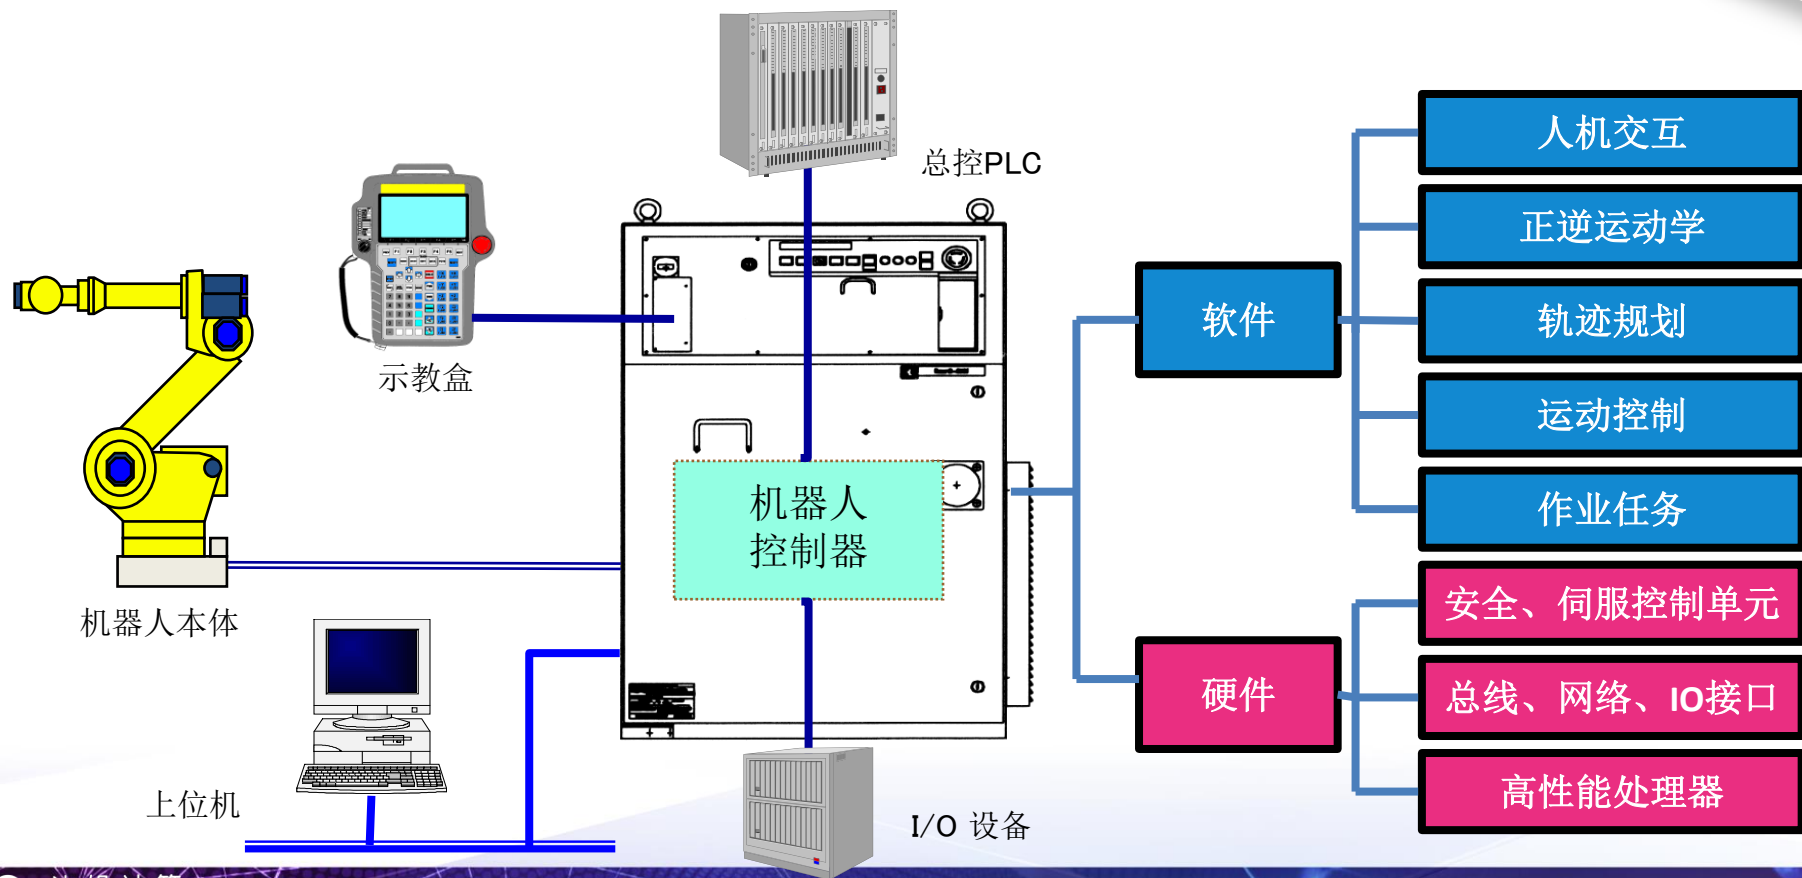 总控PLC
示教盒
机器人
控制器
机器人本体
上位机
I/O 设备
软件
硬件
人机交互
正逆运动学
轨迹规划
运动控制
作业任务
安全、伺服控制单元
总线、网络、IO接口
高性能处理器